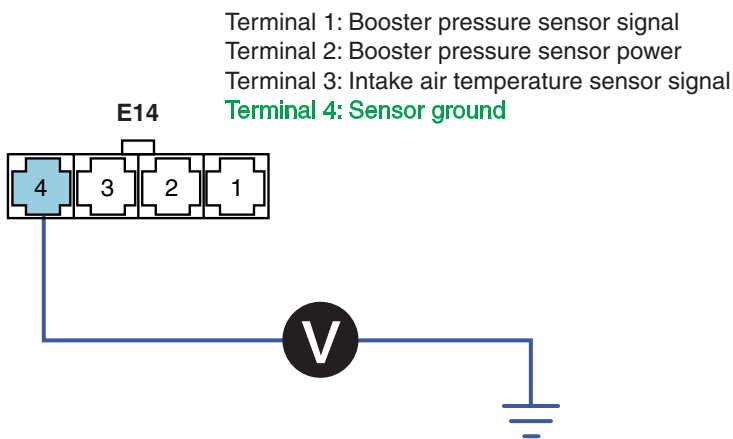 Terminal 1: Booster pressure sensor signal
Terminal 2: Booster pressure sensor power
Terminal 3: Intake air temperature sensor signal
Terminal 4: Sensor ground
E14
4 3 2 1
V